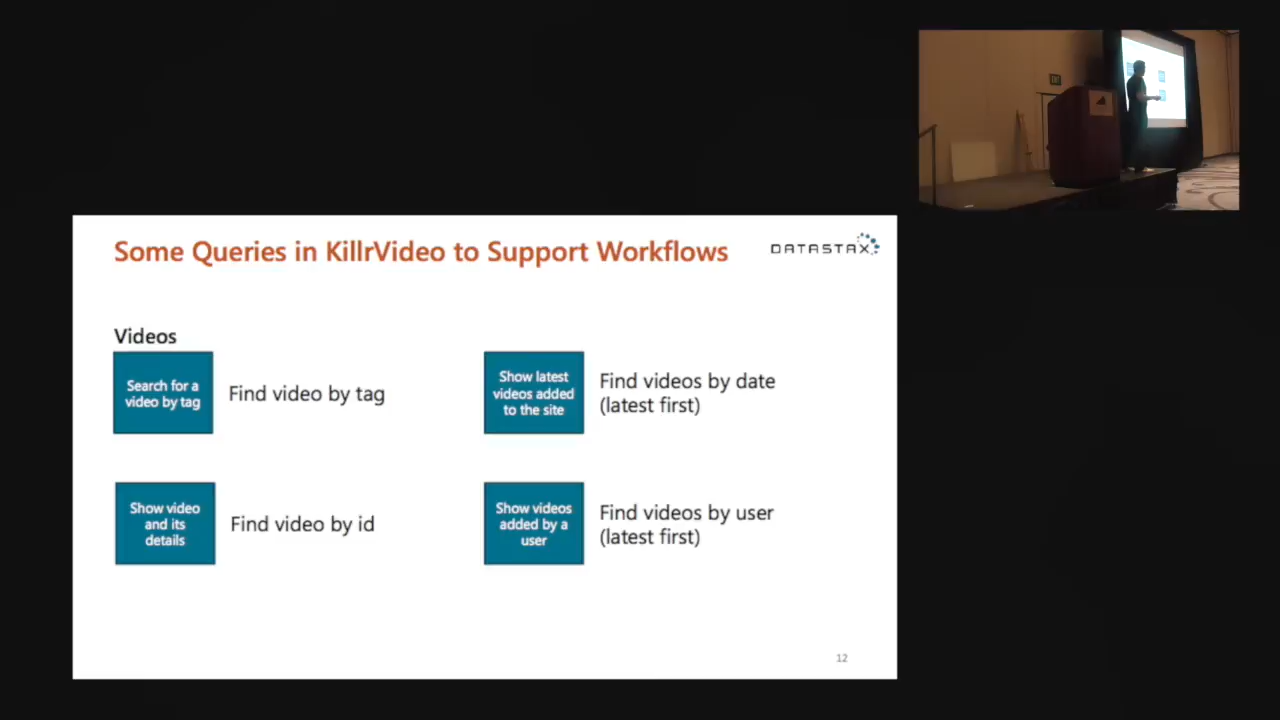 Some Queries in KillrVideo to Support Workflows
DATASTAX
Videos
Search for a
video by tag
Find video by tag
Show latest
videos added
to the site
Find videos by date
(latest first)
Show video
and its
details
Find video by id
Show videos
added by a
user
Find videos by user
(latest first)
12